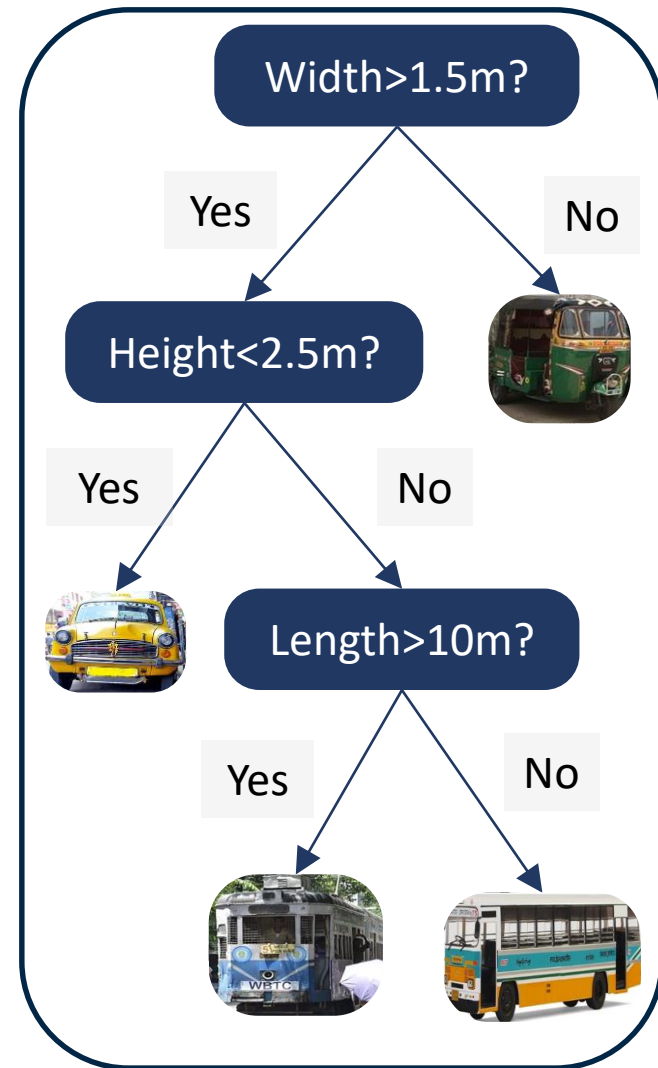 Width>1.5m?
Yes
No
Height<2.5m?
Yes
No
Length>10m?
Yes
No
WBTC